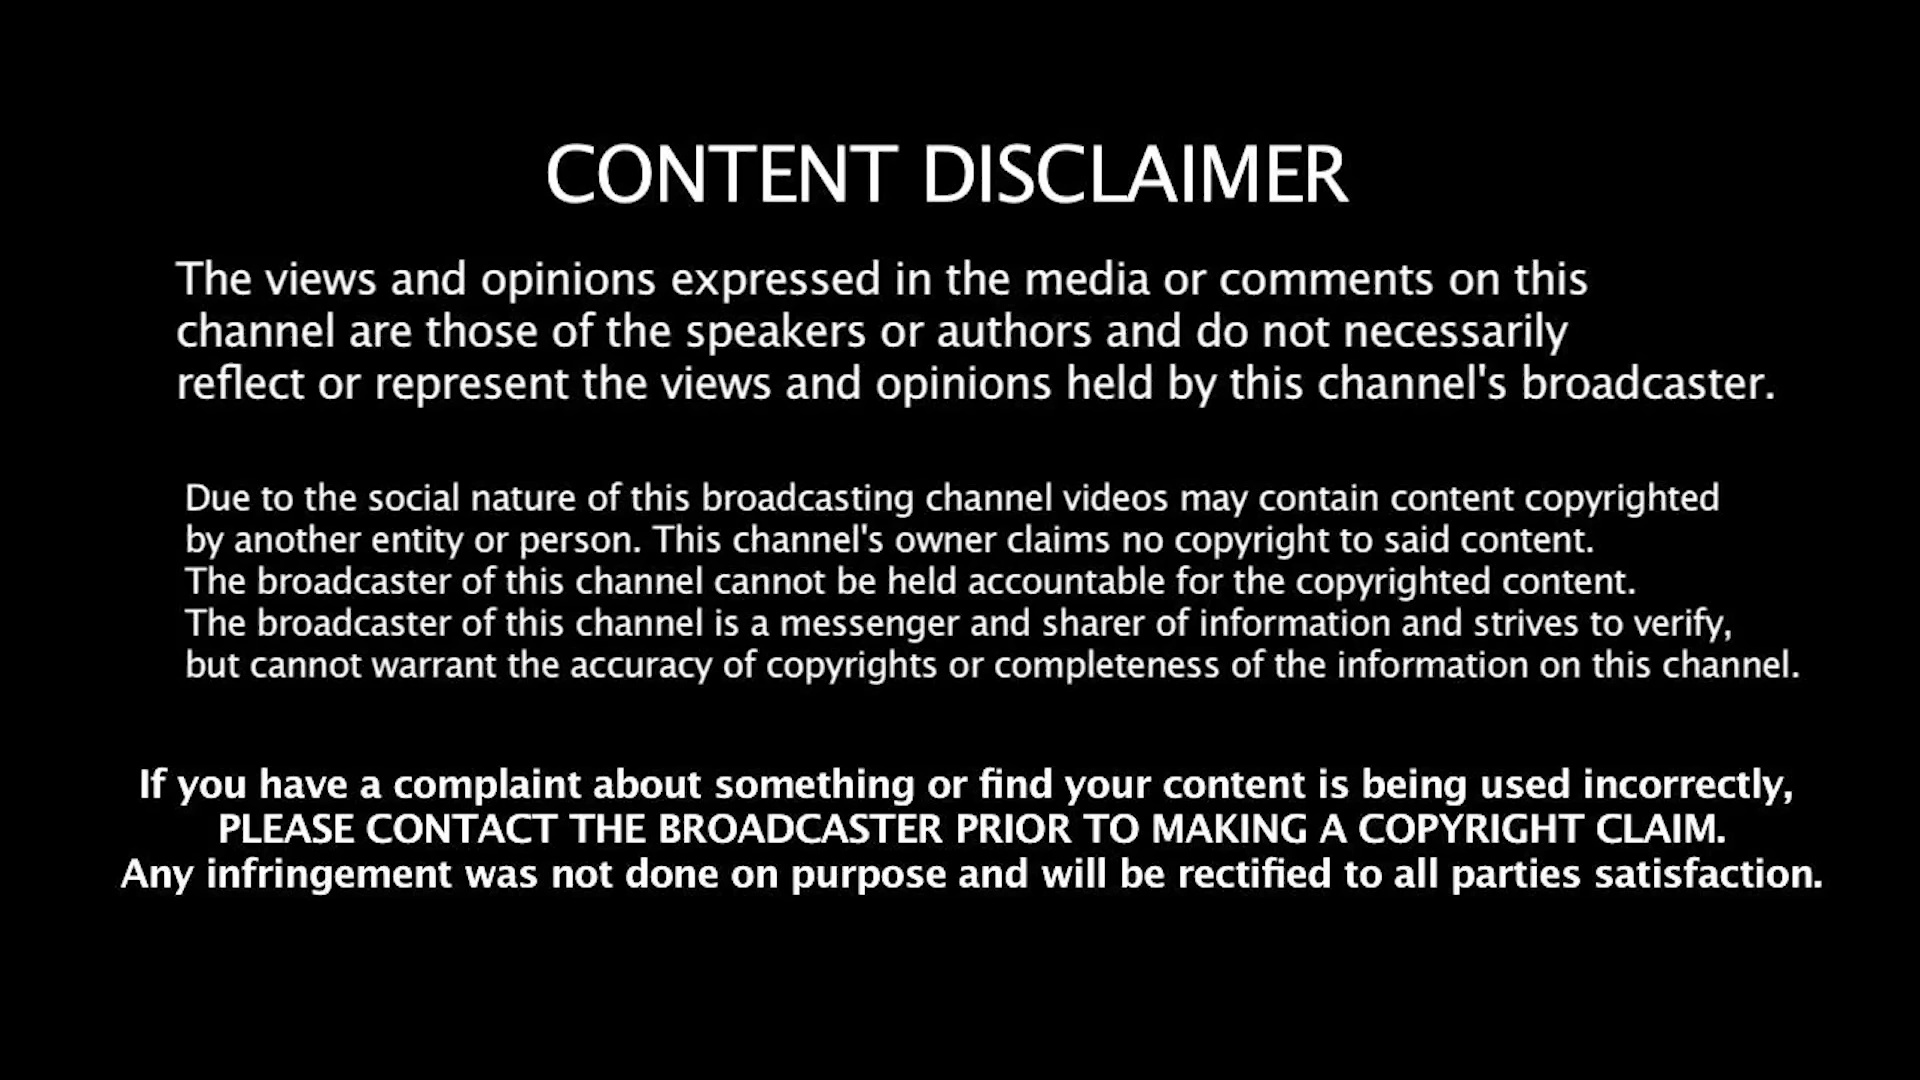 CONTENT DISCLAIMER
The views and opinions expressed in the media or comments on this
channel are those of the speakers or authors and do not necessarily
reflect or represent the views and opinions held by this channel's broadcaster.
Due to the social nature of this broadcasting channel videos may contain content copyrighted
by another entity or person. This channel's owner claims no copyright to said content.
The broadcaster of this channel cannot be held accountable for the copyrighted content.
The broadcaster of this channel is a messenger and sharer of information and strives to verify,
but cannot warrant the accuracy of copyrights or completeness of the information on this channel.
If you have a complaint about something or find your content is being used incorrectly,
PLEASE CONTACT THE BROADCASTER PRIOR TO MAKING A COPYRIGHT CLAIM.
Any infringement was not done on purpose and will be rectified to all parties satisfaction.